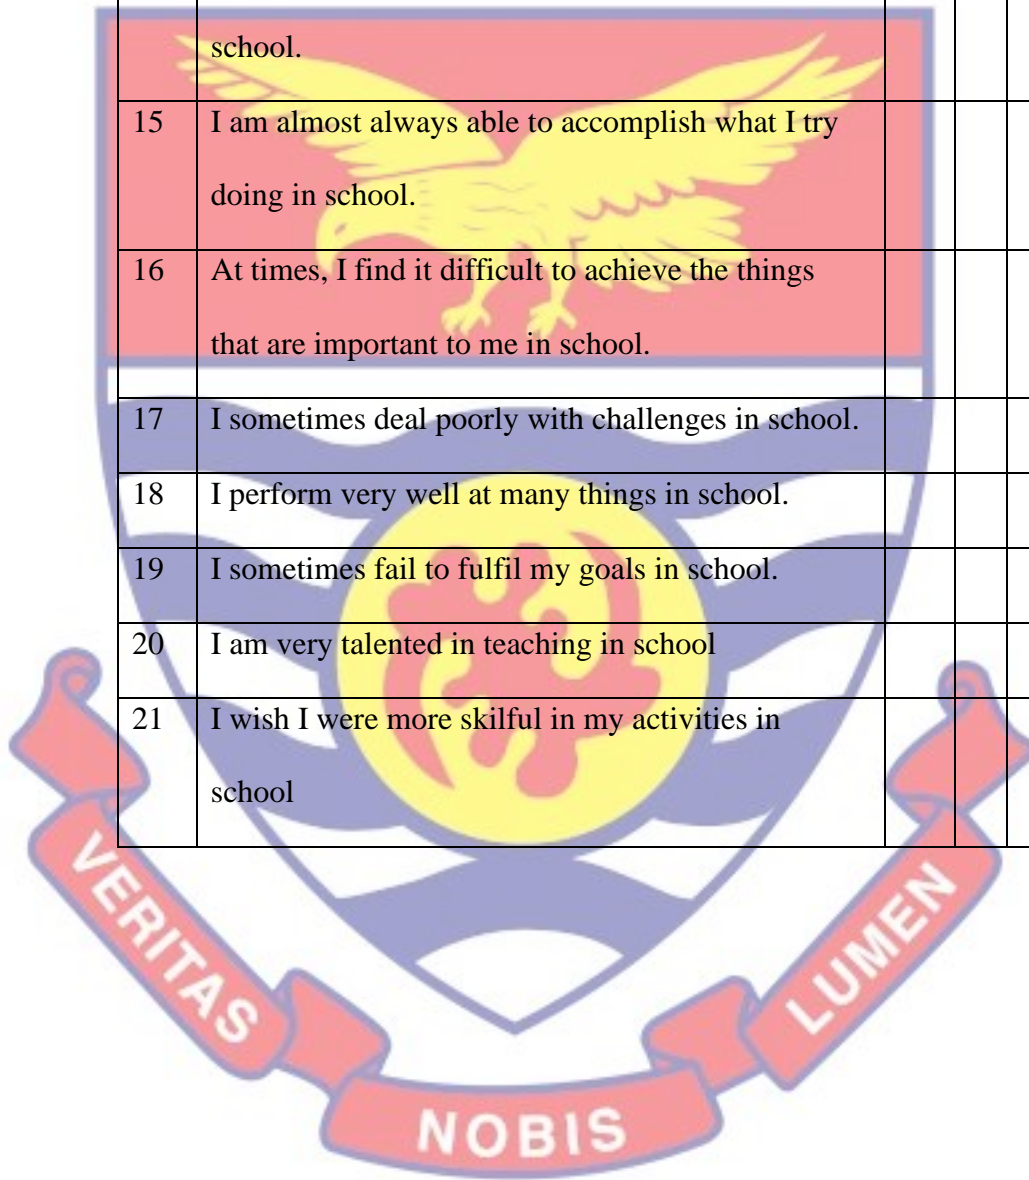 school.
15 I am almost always able to accomplish what I try
doing in school.
16 At times, I find it difficult to achieve the things
that are important to me in school.
17 I sometimes deal poorly with challenges in school.
18 I perform very well at many things in school.
19 I sometimes fail to fulfil my goals in school.
20 I am very talented in teaching in school
21 I wish I were more skilful in my activities in
school
VERITAS
NOBIS
LUMEN